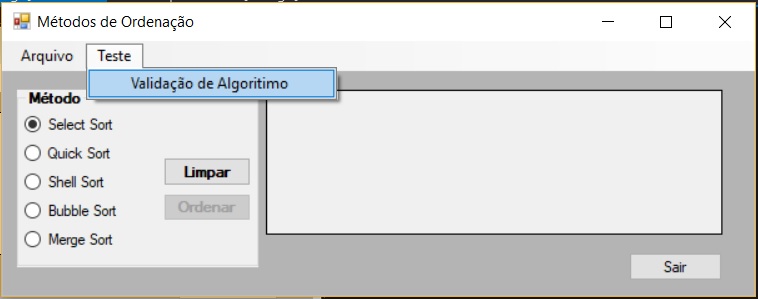 Métodos de Ordenação
Arquivo Teste
Validação de Algoritimo
Método
Select Sort
Quick Sort
Shell Sort
Bubble Sort
Merge Sort
Limpar
Ordenar
Sair